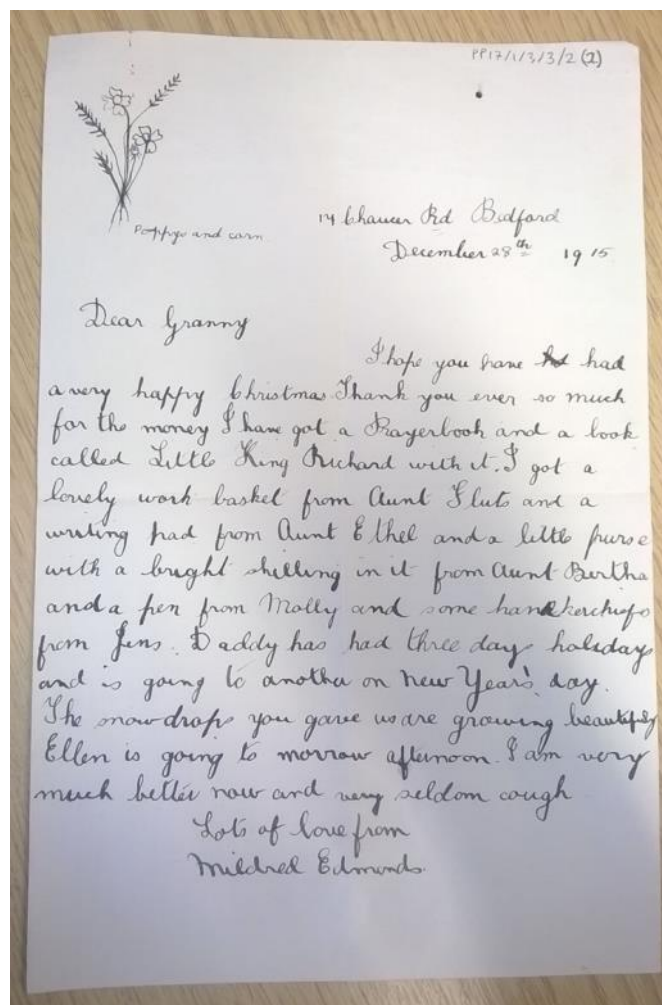 PP17/1/3/3/2 (2)
Poppys and corn
14 Chaucer Rd Bedford
December 28th 1915
Dear Granny
I hope you have had
a very happy Christmas. Thank you ever so much
for the money I have got a Prayerbook and a book
called Little King Richard with it. I got a
lovely work basket from Aunt and a
writing pad from Aunt Ethel and a little purse
with a bright shilling in it from Aunt Bertha
and a pen from Molly and some handkerchiefs
from Jens. Daddy has had three days holidays
and is going to another on New Year's day.
The snowdrops you gave us are growing beautifully
Ellen is going to morrow afternoon. I am very
much better now and very seldom cough
Lots of love from
Mildred Edmunds.